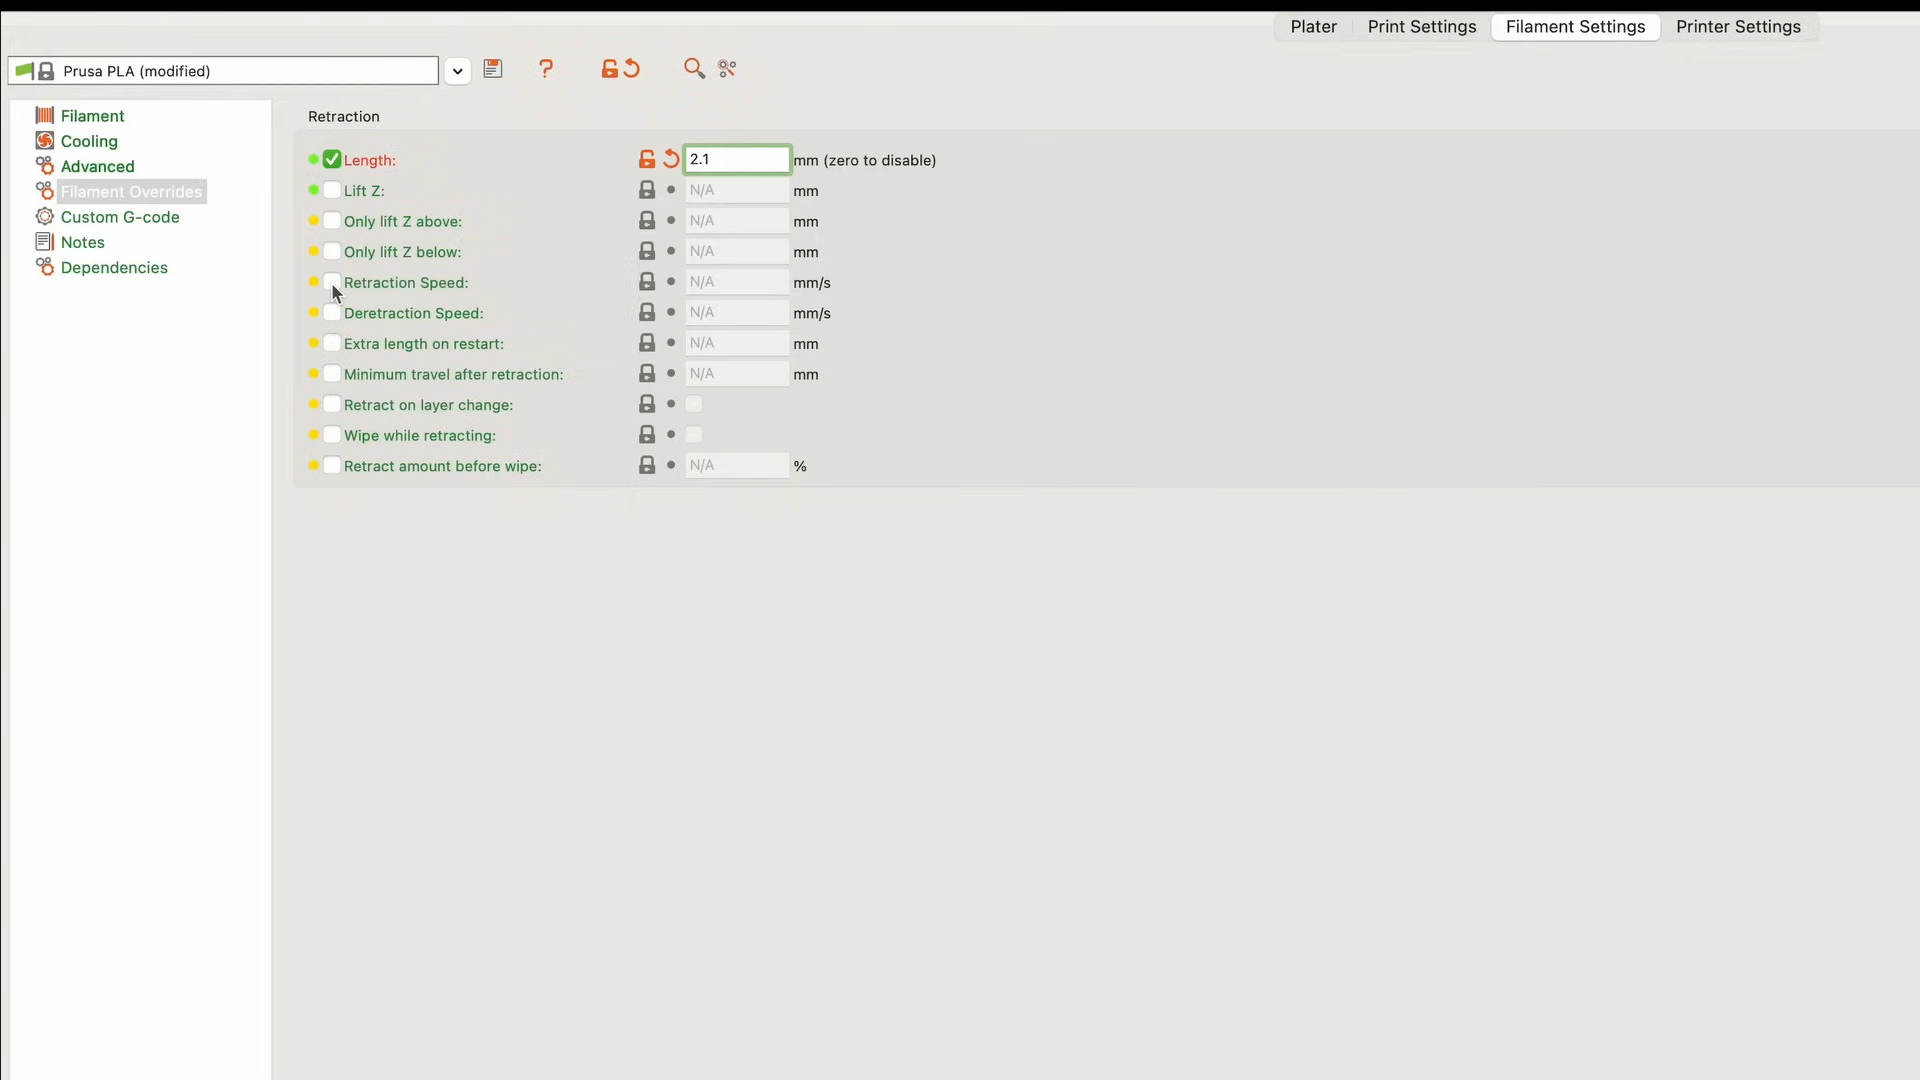 Plater
Print Settings
Filament Settings
Printer Settings
Prusa PLA (modified)
?
Filament
Cooling
Advanced
Filament Overrides
Custom G-code
Notes
Dependencies
Retraction
Length: 2.1 mm (zero to disable)
Lift Z: N/A mm
Only lift Z above: N/A mm
Only lift Z below: N/A mm
Retraction Speed: N/A mm/s
Deretraction Speed: N/A mm/s
Extra length on restart: N/A mm
Minimum travel after retraction: N/A mm
Retract on layer change:
Wipe while retracting:
Retract amount before wipe: N/A %